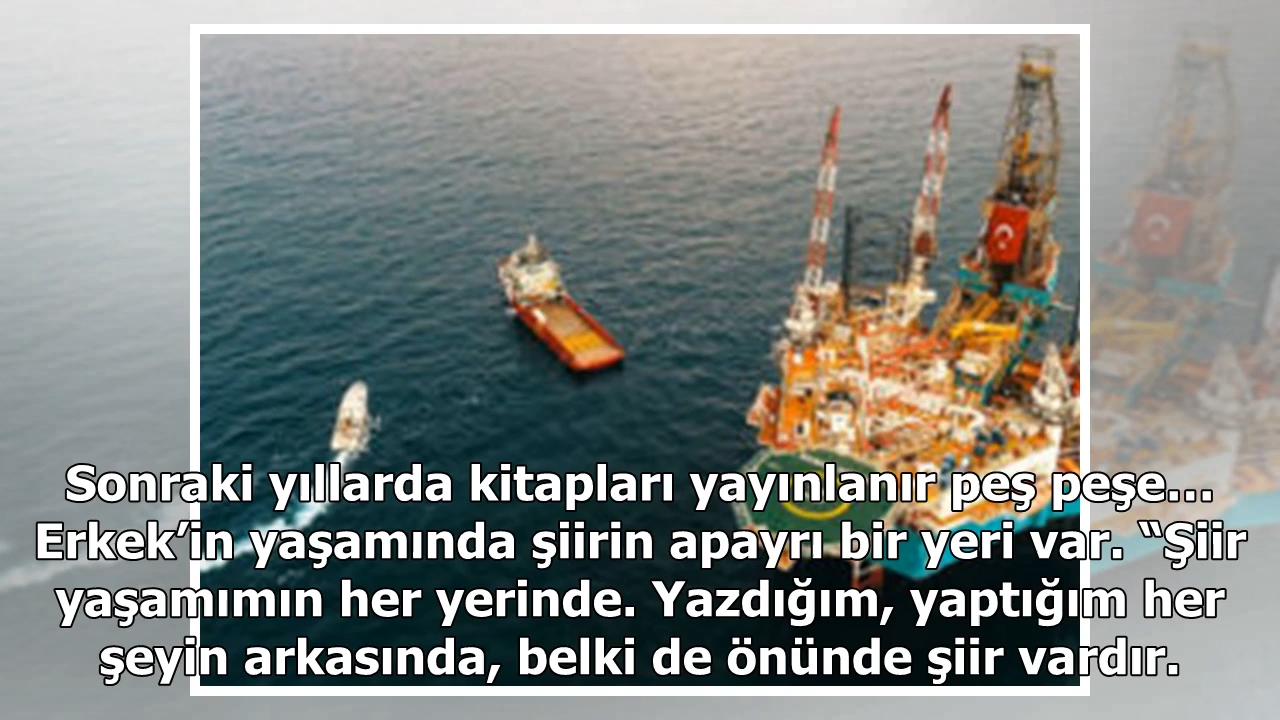 Sonraki yıllarda kitapları yayınlanır peş peşe...
Erkek’in yaşamında şiirin apayrı bir yeri var. “Şiir
yaşamımın her yerinde. Yazdığım, yaptığım her
şeyin arkasında, belki de önünde şiir vardır.